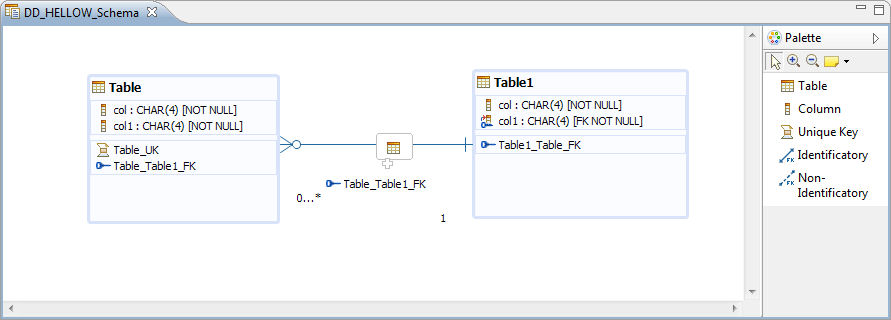 DD_HELLOW_Schema
Table
col : CHAR(4) [NOT NULL]
col1 : CHAR(4) [NOT NULL]
Table_UK
Table_Table1_FK
Table_Table1_FK
0...*
1
Table1
col : CHAR(4) [NOT NULL]
col1 : CHAR(4) [FK NOT NULL]
Table1_Table_FK
Palette
Table
Column
Unique Key
FK
Identificatory
FK
Non-
Identificatory